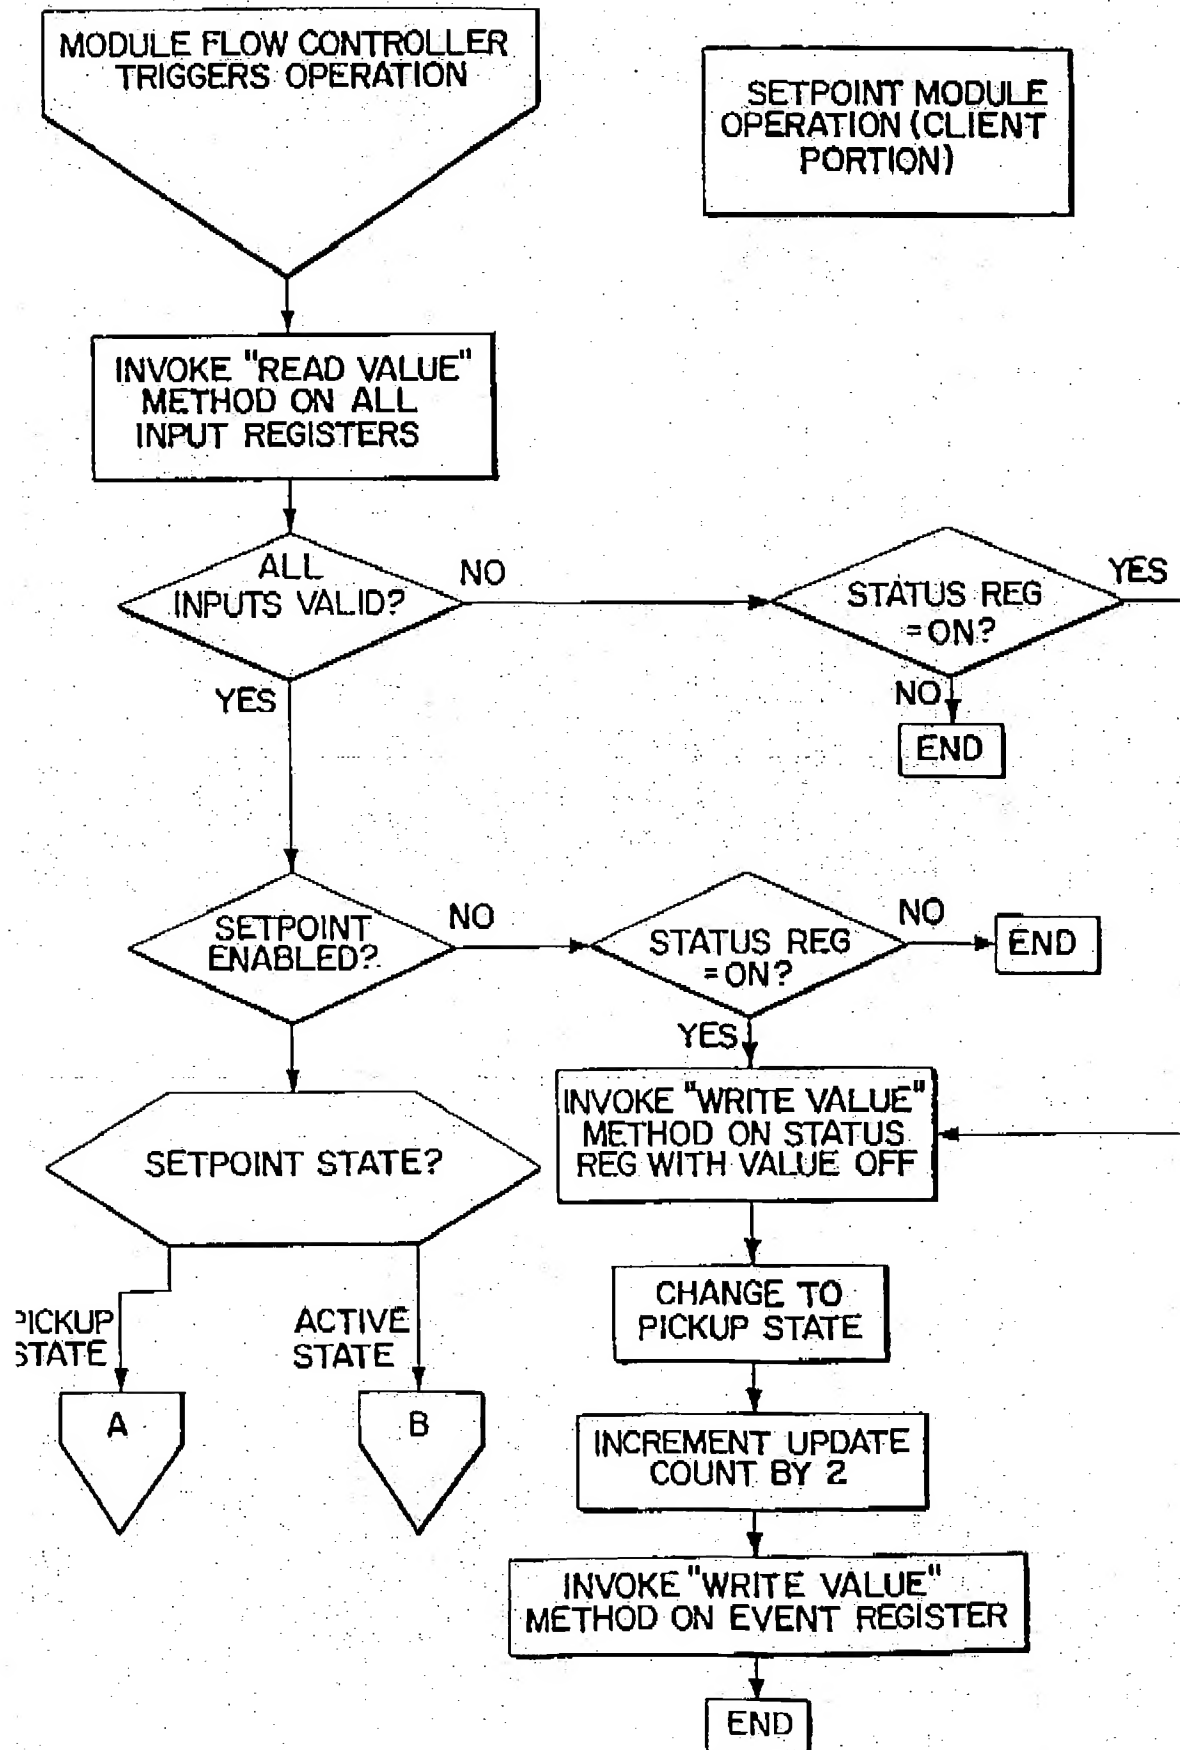 MODULE FLOW CONTROLLER
TRIGGERS OPERATION
SETPOINT MODULE
OPERATION (CLIENT
PORTION)
INVOKE "READ VALUE"
METHOD ON ALL
INPUT REGISTERS
ALL
INPUTS VALID?
NO
STATUS REG
=ON?
YES
YES
NO
END
SETPOINT
ENABLED?
NO
STATUS REG
=ON?
NO
END
YES
INVOKE "WRITE VALUE"
METHOD ON STATUS
REG WITH VALUE OFF
SETPOINT STATE?
CHANGE TO
PICKUP STATE
PICKUP
STATE
ACTIVE
STATE
A
B
INCREMENT UPDATE
COUNT BY 2
INVOKE "WRITE VALUE"
METHOD ON EVENT REGISTER
END